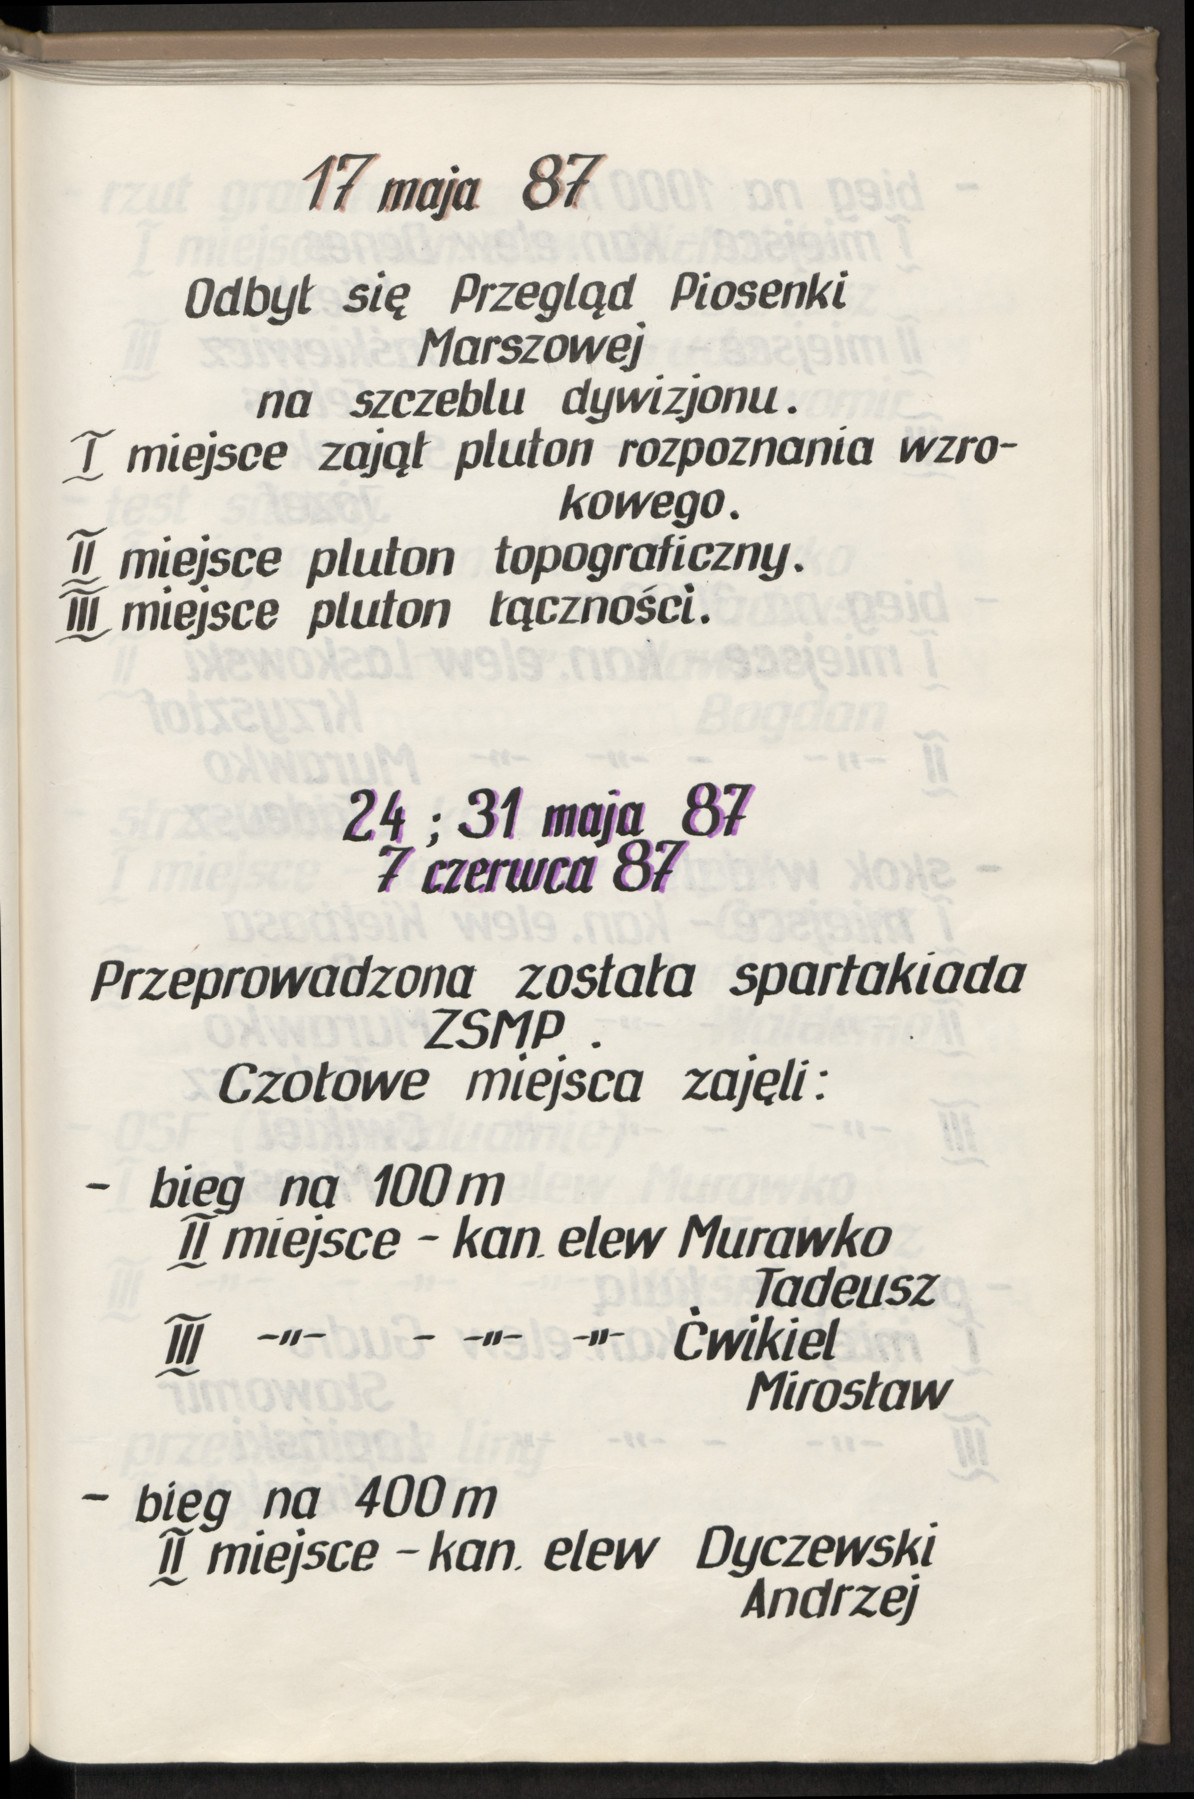 17 maja 87
Odbył się Przegląd Piosenki
Marszowej
na szczeblu dywizjonu.
I miejsce zajął pluton rozpoznania wzro-
kowego.
II miejsce pluton topograficzny.
III miejsce pluton łączności.
24 ; 31 maja 87
7 czerwca 87
Przeprowadzona została spartakiada
ZSMP .
Czołowe miejsca zajęli:
- bieg na 100 m
II miejsce - kan. elew Murawko
Tadeusz
III -"- - -"- -"- Ćwikiel
Mirosław
- bieg na 400 m
II miejsce - kan. elew Dyczewski
Andrzej